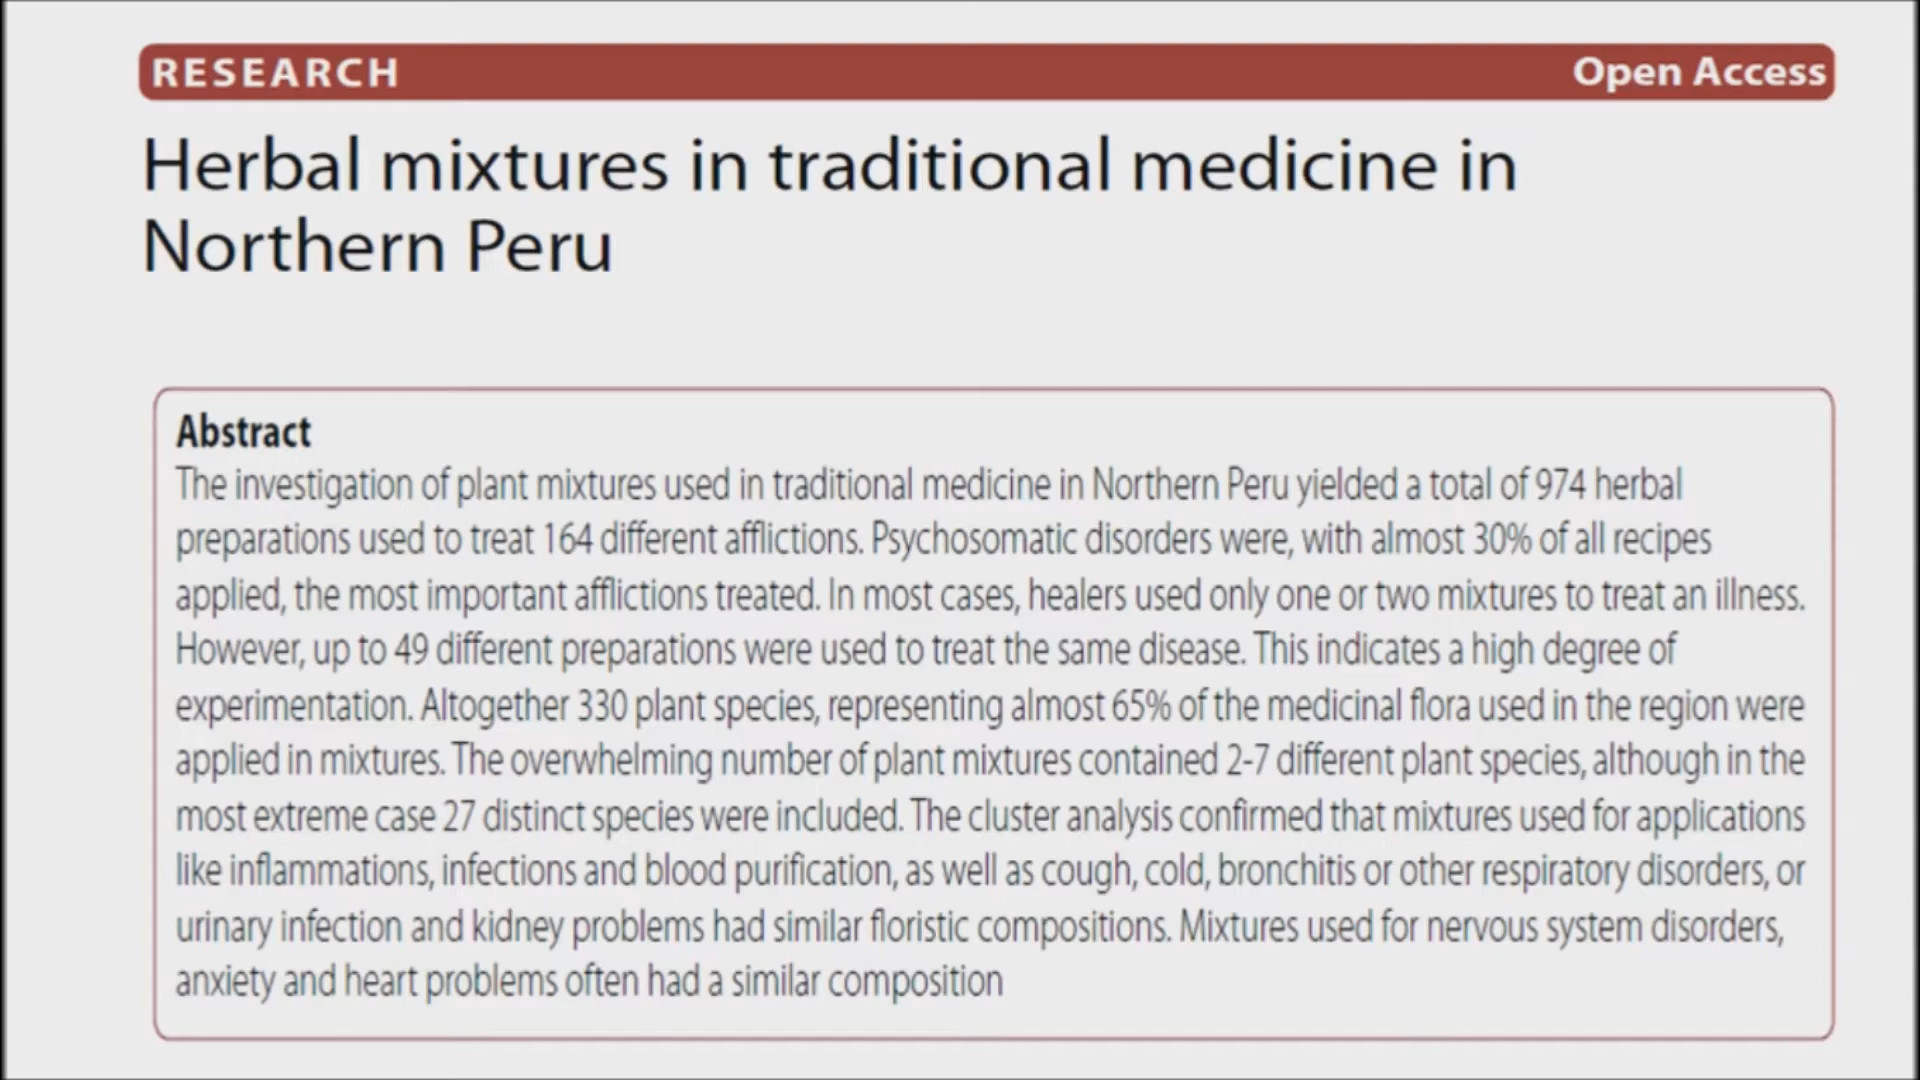 RESEARCH Open Access
Herbal mixtures in traditional medicine in
Northern Peru
Abstract
The investigation of plant mixtures used in traditional medicine in Northern Peru yielded a total of 974 herbal
preparations used to treat 164 different afflictions. Psychosomatic disorders were, with almost 30% of all recipes
applied, the most important afflictions treated. In most cases, healers used only one or two mixtures to treat an illness.
However, up to 49 different preparations were used to treat the same disease. This indicates a high degree of
experimentation. Altogether 330 plant species, representing almost 65% of the medicinal flora used in the region were
applied in mixtures. The overwhelming number of plant mixtures contained 2-7 different plant species, although in the
most extreme case 27 distinct species were included. The cluster analysis confirmed that mixtures used for applications
like inflammations, infections and blood purification, as well as cough, cold, bronchitis or other respiratory disorders, or
urinary infection and kidney problems had similar floristic compositions. Mixtures used for nervous system disorders,
anxiety and heart problems often had a similar composition